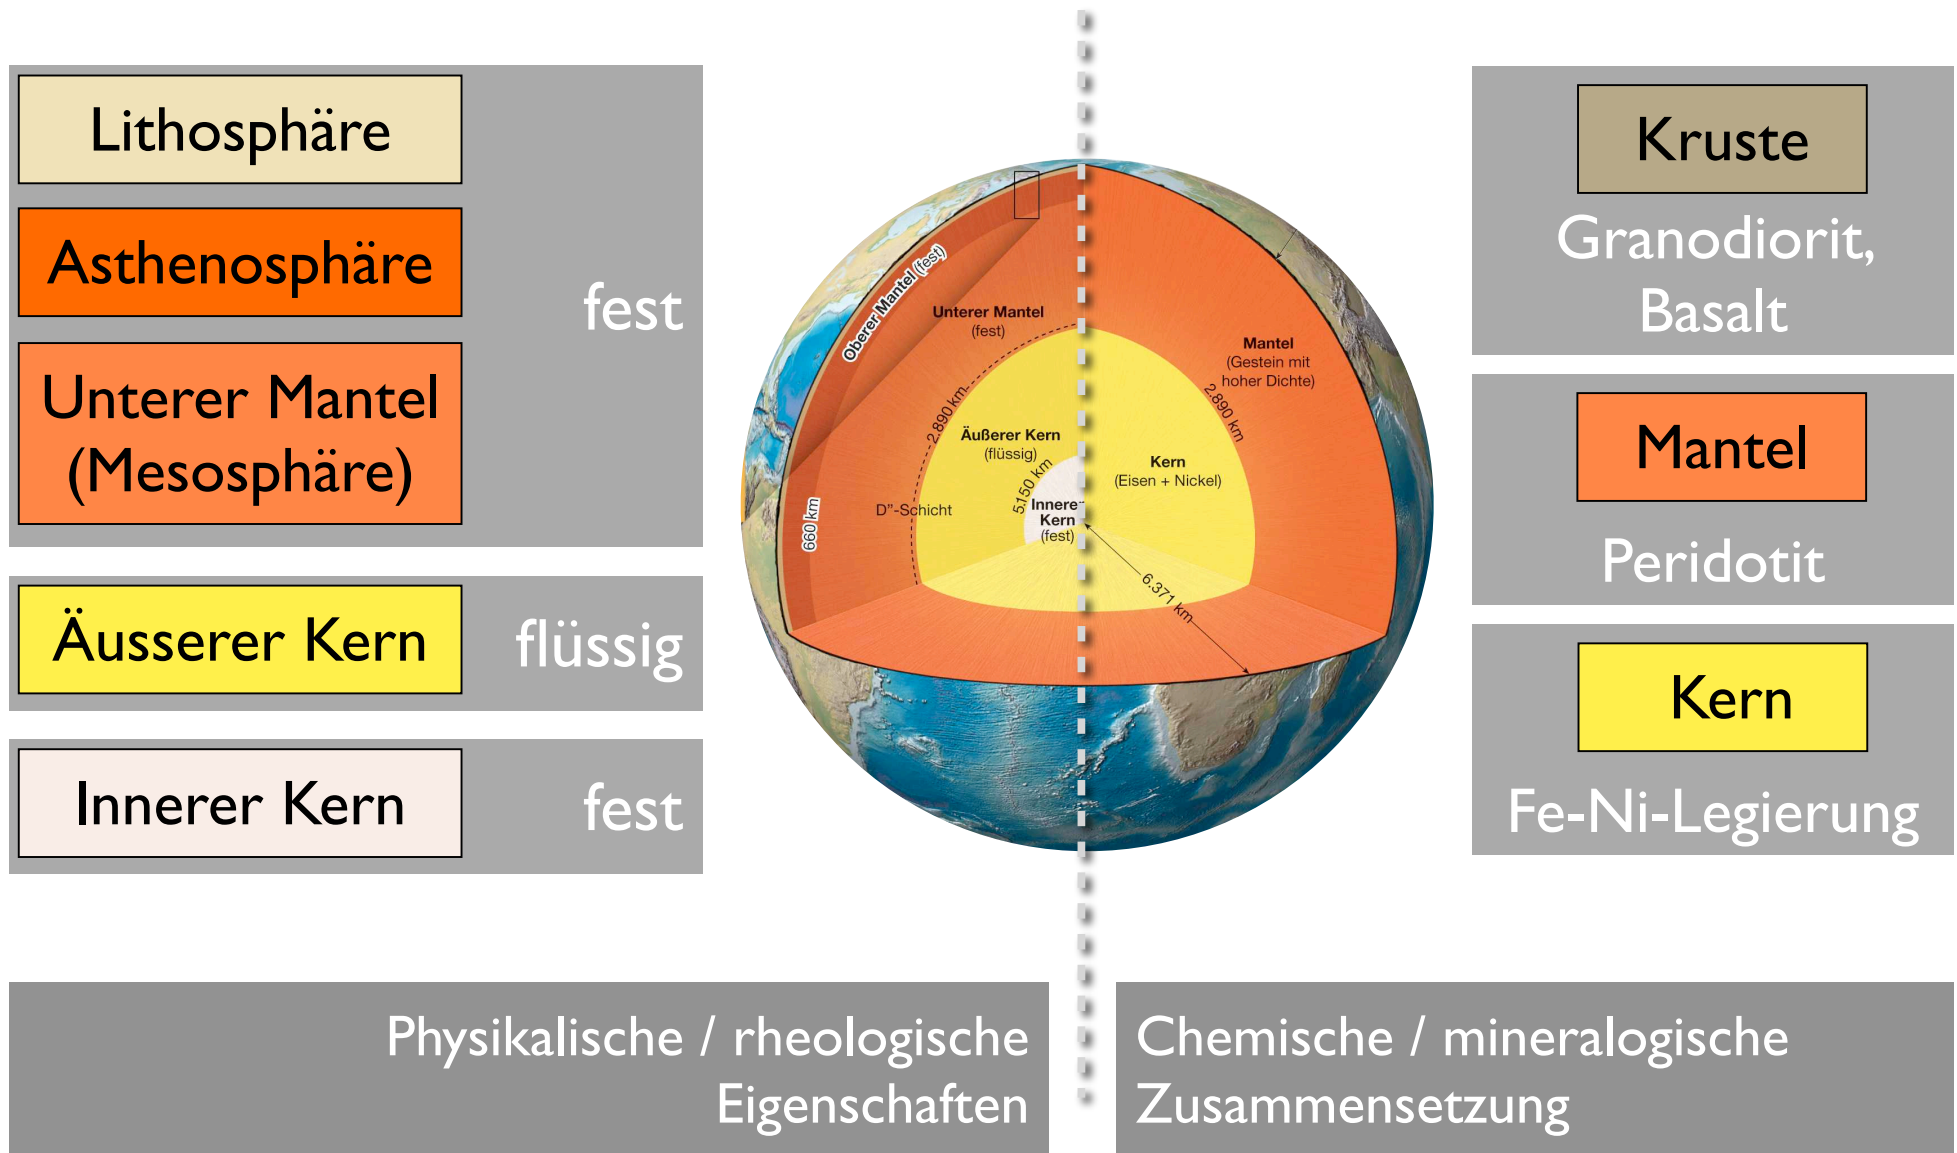 Lithosphäre
Asthenosphäre
Unterer Mantel
(Mesosphäre)
fest
Äusserer Kern
flüssig
Innerer Kern
fest
Oberer Mantel (fest)
Unterer Mantel
(fest)
2.890 km
Äußerer Kern
(flüssig)
5.150 km
D”-Schicht
Innerer
Kern
(fest)
660 km
Mantel
(Gestein mit
hoher Dichte)
2.890 km
Kern
(Eisen + Nickel)
6.371 km
Kruste
Granodiorit,
Basalt
Mantel
Peridotit
Kern
Fe-Ni-Legierung
Physikalische / rheologische
Eigenschaften
Chemische / mineralogische
Zusammensetzung